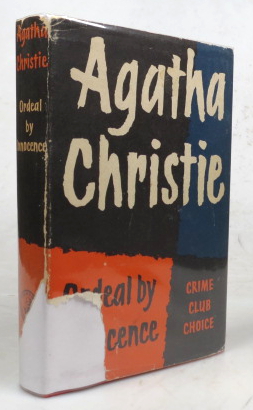 Agatha
Christie
Ordeal by
Innocence
Agatha
Christie
Ordeal by
cence
CRIME
CLUB
CHOICE